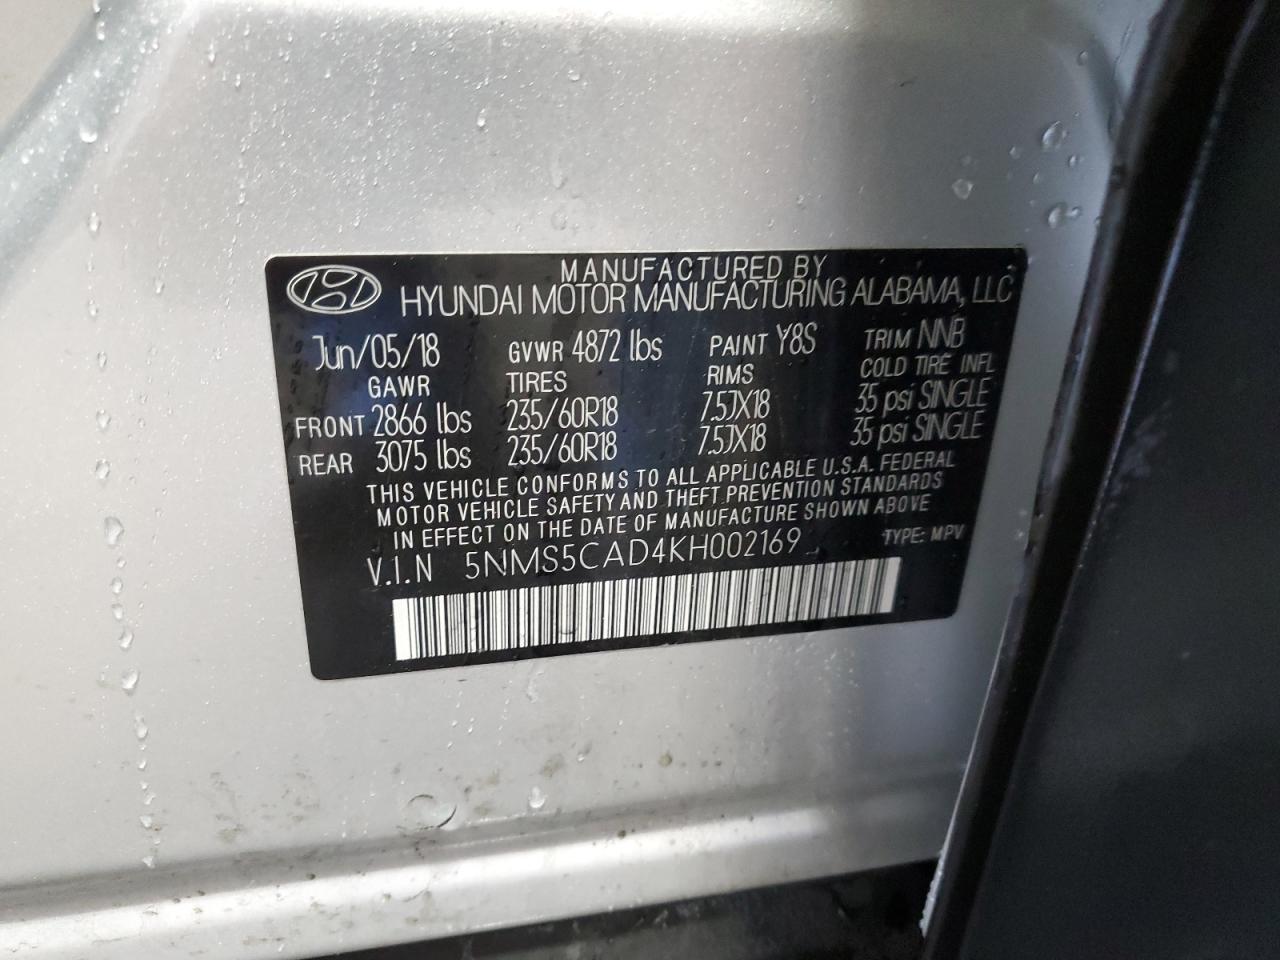 MANUFACTURED BY
HYUNDAI MOTOR MANUFACTURING ALABAMA, LLC
Jun/05/18 GVWR 4872 lbs PAINT Y8S TRIM NNB
GAWR TIRES RIMS COLD TIRE INFL
FRONT 2866 lbs 235/60R18 7.5JX18 35 psi SINGLE
REAR 3075 lbs 235/60R18 7.5JX18 35 psi SINGLE
THIS VEHICLE CONFORMS TO ALL APPLICABLE U.S.A. FEDERAL
MOTOR VEHICLE SAFETY AND THEFT PREVENTION STANDARDS
IN EFFECT ON THE DATE OF MANUFACTURE SHOWN ABOVE
V.I.N 5NMS5CAD4KH002169 TYPE: MPV